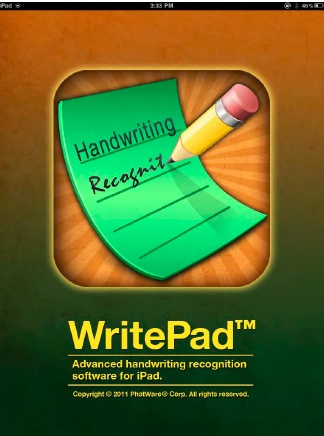 iPad
3:33 PM
46%
Handwriting
Recognit
WritePad™
Advanced handwriting recognition
software for iPad.
Copyright © 2011 PhatWare® Corp. All rights reserved.